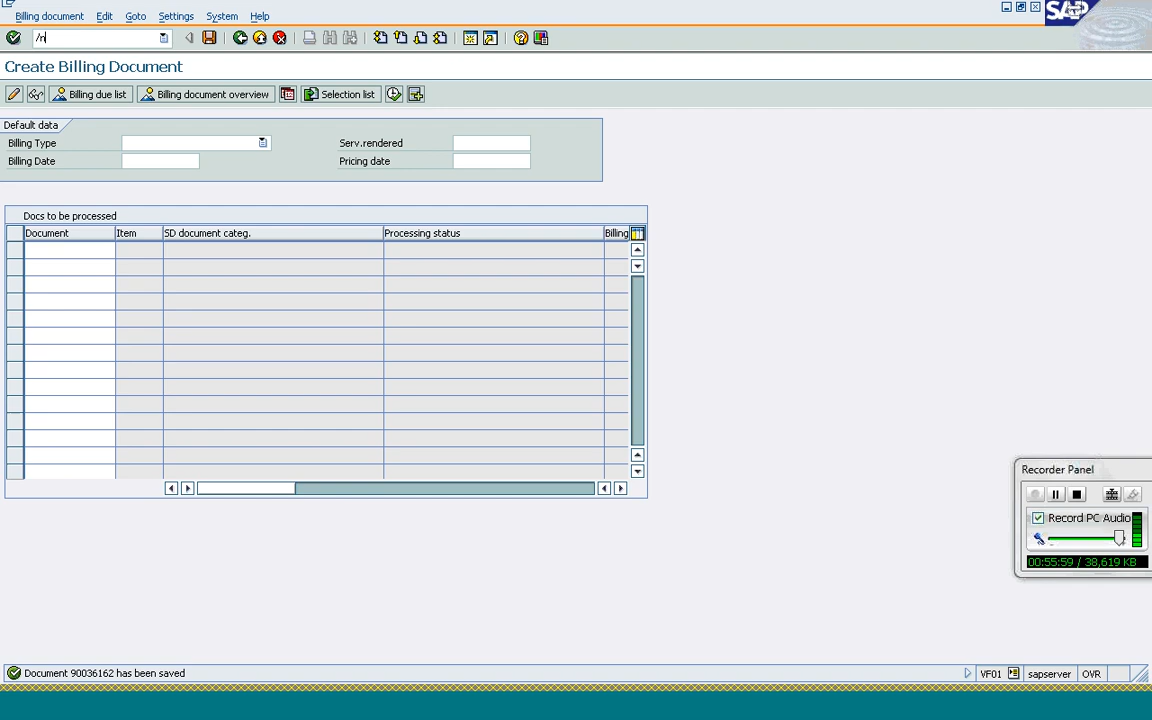 Billing document Edit Goto Settings System Help
SAP
/n
Create Billing Document
Billing due list Billing document overview Selection list
Default data
Billing Type Serv.rendered
Billing Date Pricing date
Docs to be processed
Document Item SD document categ. Processing status Billing
Recorder Panel
Record PC Audio
00:55:59 / 38,619 KB
Document 90036162 has been saved VF01 sapserver OVR